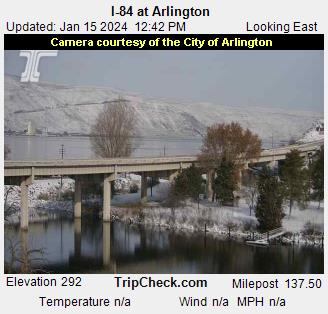 I-84 at Arlington
Updated: Jan 15 2024 12:42 PM Looking East
Camera courtesy of the City of Arlington
Elevation 292 TripCheck.com Milepost 137.50
Temperature n/a Wind n/a MPH n/a